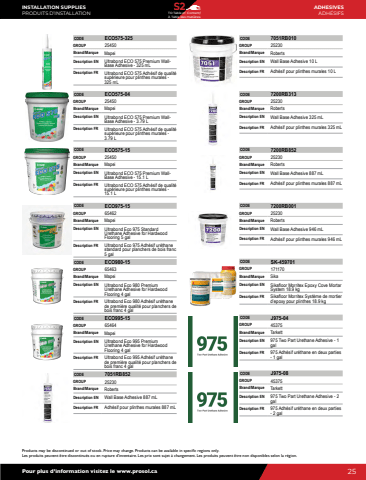 INSTALLATION SUPPLIES
PRODUITS D'INSTALLATION
S2
ADHESIVES
ADHÉSIFS
CODE ECO575-325
GROUP 25450
Brand/Marque Mapei
Description-EN Ultrabond ECO 575 Premium Wall-
Base Adhesive - 325 mL
Description-FR Ultrabond ECO 575 Adhésif de qualité
supérieure pour plinthes murales -
325 mL
CODE ECO575-04
GROUP 25450
Brand/Marque Mapei
Description-EN Ultrabond ECO 575 Premium Wall-
Base Adhesive - 3.79 L
Description-FR Ultrabond ECO 575 Adhésif de qualité
supérieure pour plinthes murales -
3.79 L
CODE ECO575-15
GROUP 25450
Brand/Marque Mapei
Description-EN Ultrabond ECO 575 Premium Wall-
Base Adhesive - 15.1 L
Description-FR Ultrabond ECO 575 Adhésif de qualité
supérieure pour plinthes murales -
15.1 L
CODE ECO975-15
GROUP 65462
Brand/Marque Mapei
Description-EN Ultrabond Eco 975 Standard
Urethane Adhesive for Hardwood
Flooring 5 gal
Description-FR Ultrabond Eco 975 Adhésif uréthane
standard pour planchers de bois franc
5 gal
CODE ECO980-15
GROUP 65463
Brand/Marque Mapei
Description-EN Ultrabond Eco 980 Premium
Urethane Adhesive for Hardwood
Flooring 4 gal
Description-FR Ultrabond Eco 980 Adhésif uréthane
de première qualité pour planchers de
bois franc 4 gal
CODE ECO995-15
GROUP 65464
Brand/Marque Mapei
Description-EN Ultrabond Eco 995 Premium
Urethane Adhesive for Hardwood
Flooring 4 gal
Description-FR Ultrabond Eco 995 Adhésif uréthane
de première qualité pour planchers de
bois franc 4 gal
CODE 7051RB852
GROUP 25230
Brand/Marque Roberts
Description-EN Wall Base Adhesive 887 mL
Description-FR Adhésif pour plinthes murales 887 mL
CODE 7051RB010
GROUP 25230
Brand/Marque Roberts
Description-EN Wall Base Adhesive 10 L
Description-FR Adhésif pour plinthes murales 10 L
CODE 7200RB313
GROUP 25230
Brand/Marque Roberts
Description-EN Wall Base Adhesive 325 mL
Description-FR Adhésif pour plinthes murales 325 mL
CODE 7200RB852
GROUP 25230
Brand/Marque Roberts
Description-EN Wall Base Adhesive 887 mL
Description-FR Adhésif pour plinthes murales 887 mL
CODE 7200RB001
GROUP 25230
Brand/Marque Roberts
Description-EN Wall Base Adhesive 946 mL
Description-FR Adhésif pour plinthes murales 946 mL
CODE SK-459701
GROUP 171170
Brand/Marque Sika
Description-EN Sikafloor Morritex Epoxy Cove Mortar
System 18.9 kg
Description-FR Sikafloor Morritex Système de mortier
d'époxy pour plinthes 18.9 kg
975
CODE J975-04
GROUP 45375
Brand/Marque Tarkett
Description-EN 975 Two Part Urethane Adhesive - 1
gal
Description-FR 975 Adhésif uréthane en deux parties
- 1 gal
975
CODE J975-08
GROUP 45375
Brand/Marque Tarkett
Description-EN 975 Two Part Urethane Adhesive - 2
gal
Description-FR 975 Adhésif uréthane en deux parties
- 2 gal
Products may be discontinued or out of stock. Price may change. Products can be available in specific regions only.
Les produits peuvent être discontinués ou en rupture d'inventaire. Les prix sont sujet à changement. Les produits peuvent être non disponibles selon la région.
Pour plus d'information visitez le www.prosol.ca
25